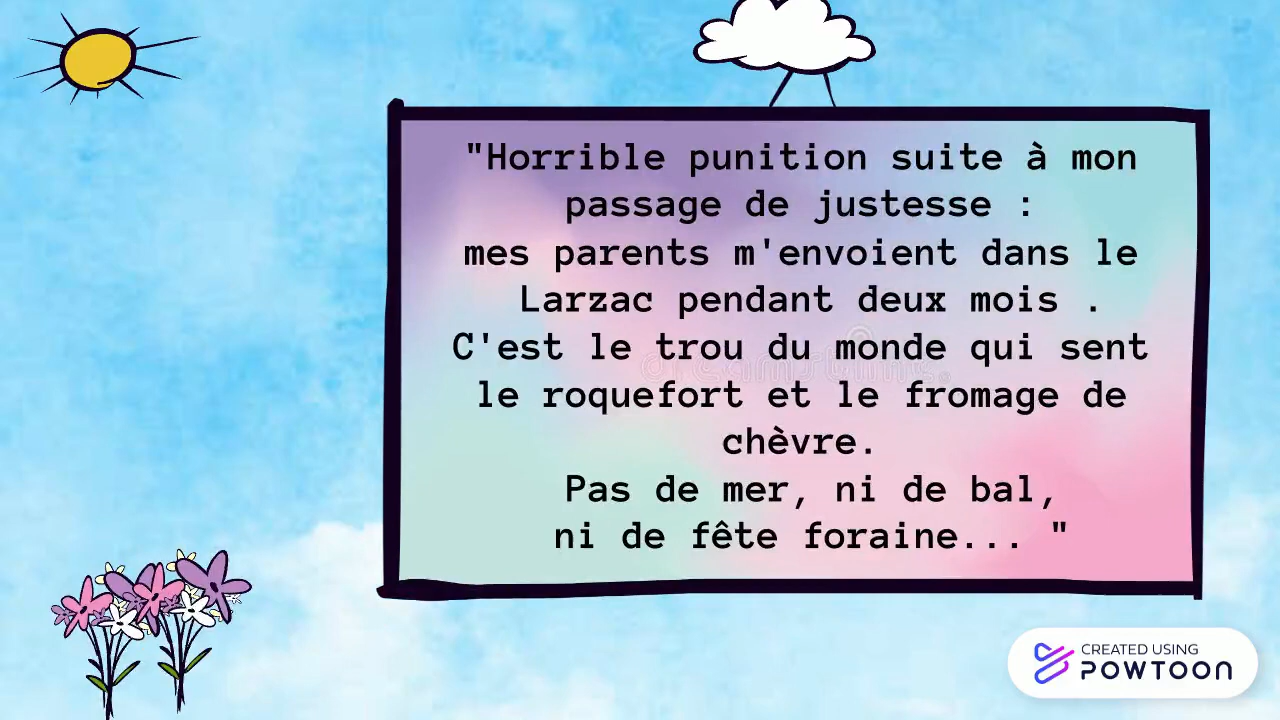 "Horrible punition suite à mon
passage de justesse :
mes parents m'envoient dans le
Larzac pendant deux mois .
C'est le trou du monde qui sent
le roquefort et le fromage de
chèvre.
Pas de mer, ni de bal,
ni de fête foraine... "
CREATED USING
POWTOON